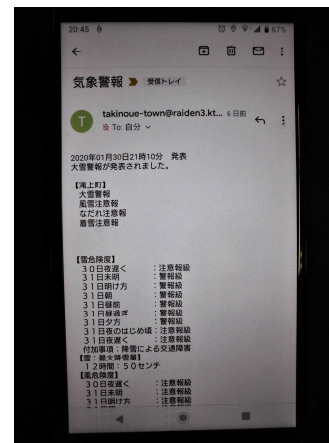 20:45
67%
気象警報 受信トレイ
T
takinoue-town@raiden3.kt... 6日前
To: 自分
2020年01月30日21時10分 発表
大雪警報が発表されました。
【滝上町】
大雪警報
風雪注意報
なだれ注意報
着雪注意報
【雪危険度】
30日夜遅く :注意報級
31日未明 :警報級
31日明け方 :警報級
31日朝 :警報級
31日昼前 :警報級
31日昼過ぎ :警報級
31日夕方 :警報級
31日夜のはじめ頃:注意報級
31日夜遅く :注意報級
付加事項:降雪による交通障害
【雪:最大降雪量】
12時間:50センチ
【風危険度】
30日夜遅く :注意報級
31日未明 :注意報級
31日明け方 :注意報級
31日朝 :注意報級